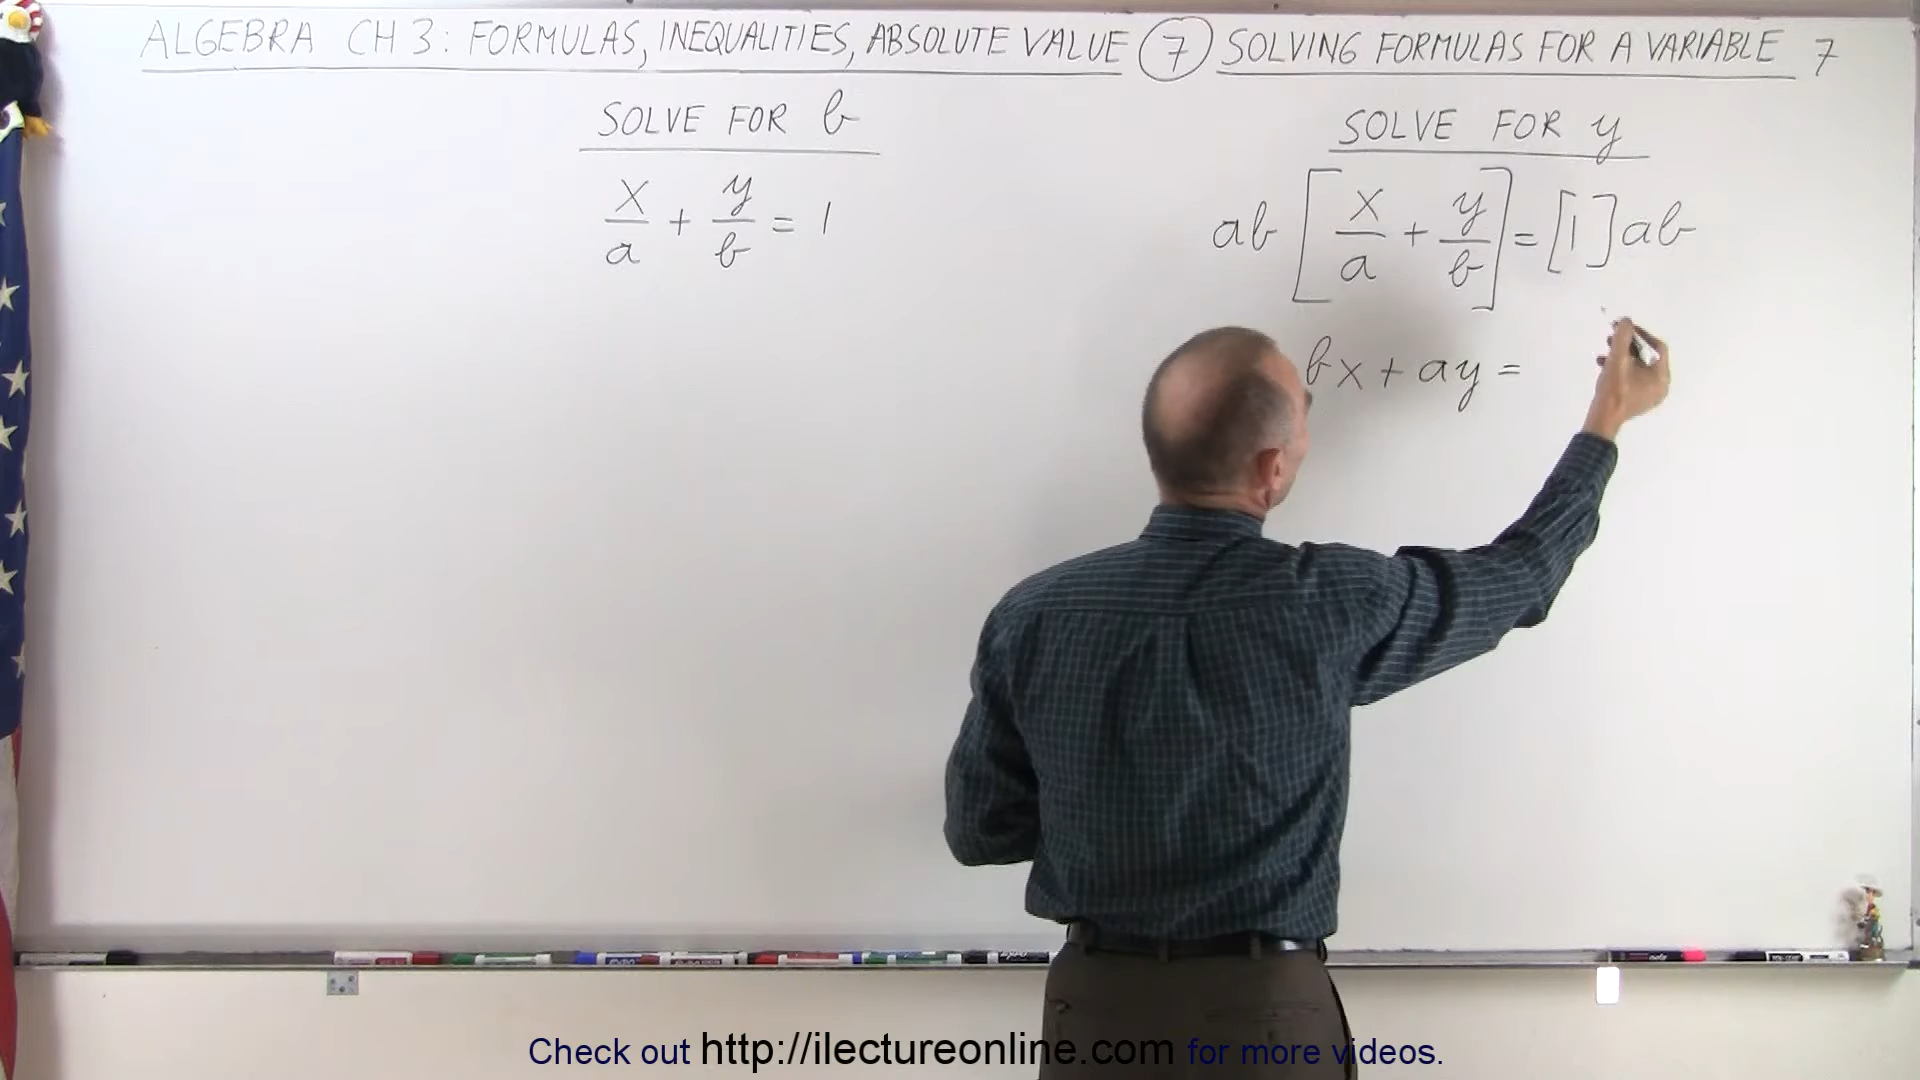 ALGEBRA CH 3: FORMULAS, INEQUALITIES, ABSOLUTE VALUE 7 SOLVING FORMULAS FOR A VARIABLE 7
SOLVE FOR b
x/a + y/b = 1
SOLVE FOR y
ab [x/a + y/b] = [1] ab
bx + ay =
Check out http://ilectureonline.com for more videos.